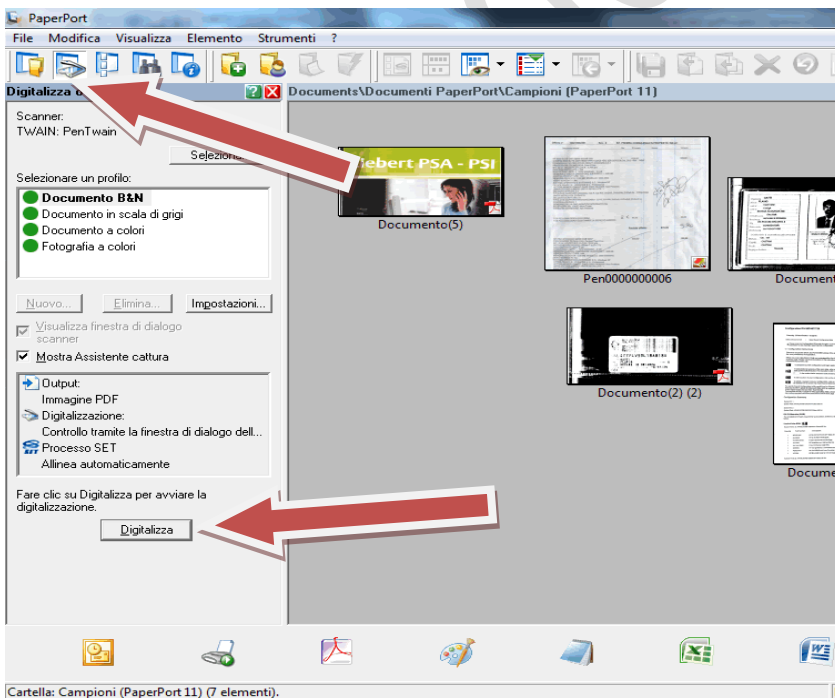 PaperPort
File Modifica Visualizza Elemento Strumenti ?
Digitalizza
Documents\Documenti PaperPort\Campioni (PaperPort 11)
Scanner:
TWAIN: PenTwain
Selezionare un profilo:
Documento B&N
Documento in scala di grigi
Documento a colori
Fotografia a colori
Nuovo... Elimina... Impostazioni...
Visualizza finestra di dialogo
scanner
Mostra Assistente cattura
Output:
Immagine PDF
Digitalizzazione:
Controllo tramite la finestra di dialogo dell...
Processo SET
Allinea automaticamente
Fare clic su Digitalizza per avviare la
digitalizzazione.
Digitalizza
ebert PSA - PSI
Documento(5)
Pen0000000006
Document
Documento(2) (2)
Docume
Cartella: Campioni (PaperPort 11) (7 elementi).